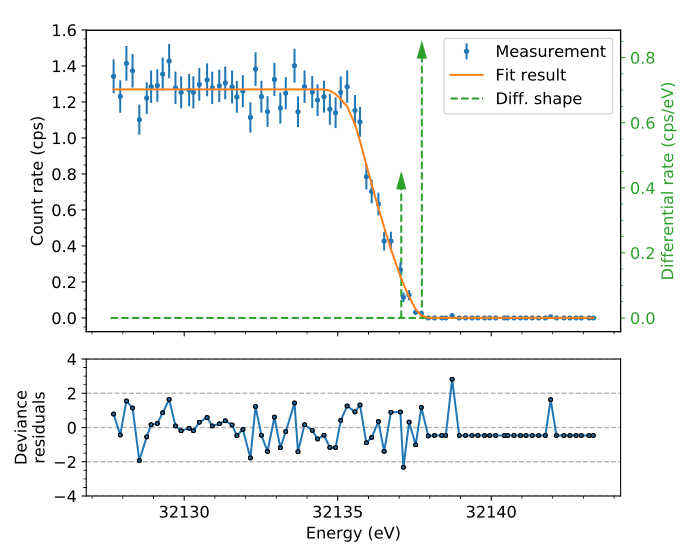 1.6
1.4
1.2
1.0
0.8
0.6
0.4
0.2
0.0
Count rate (cps)
Measurement
Fit result
Diff. shape
0.8
0.6
0.4
0.2
0.0
Differential rate (cps/eV)
4
2
0
−2
−4
Deviance
residuals
32130
32135
32140
Energy (eV)